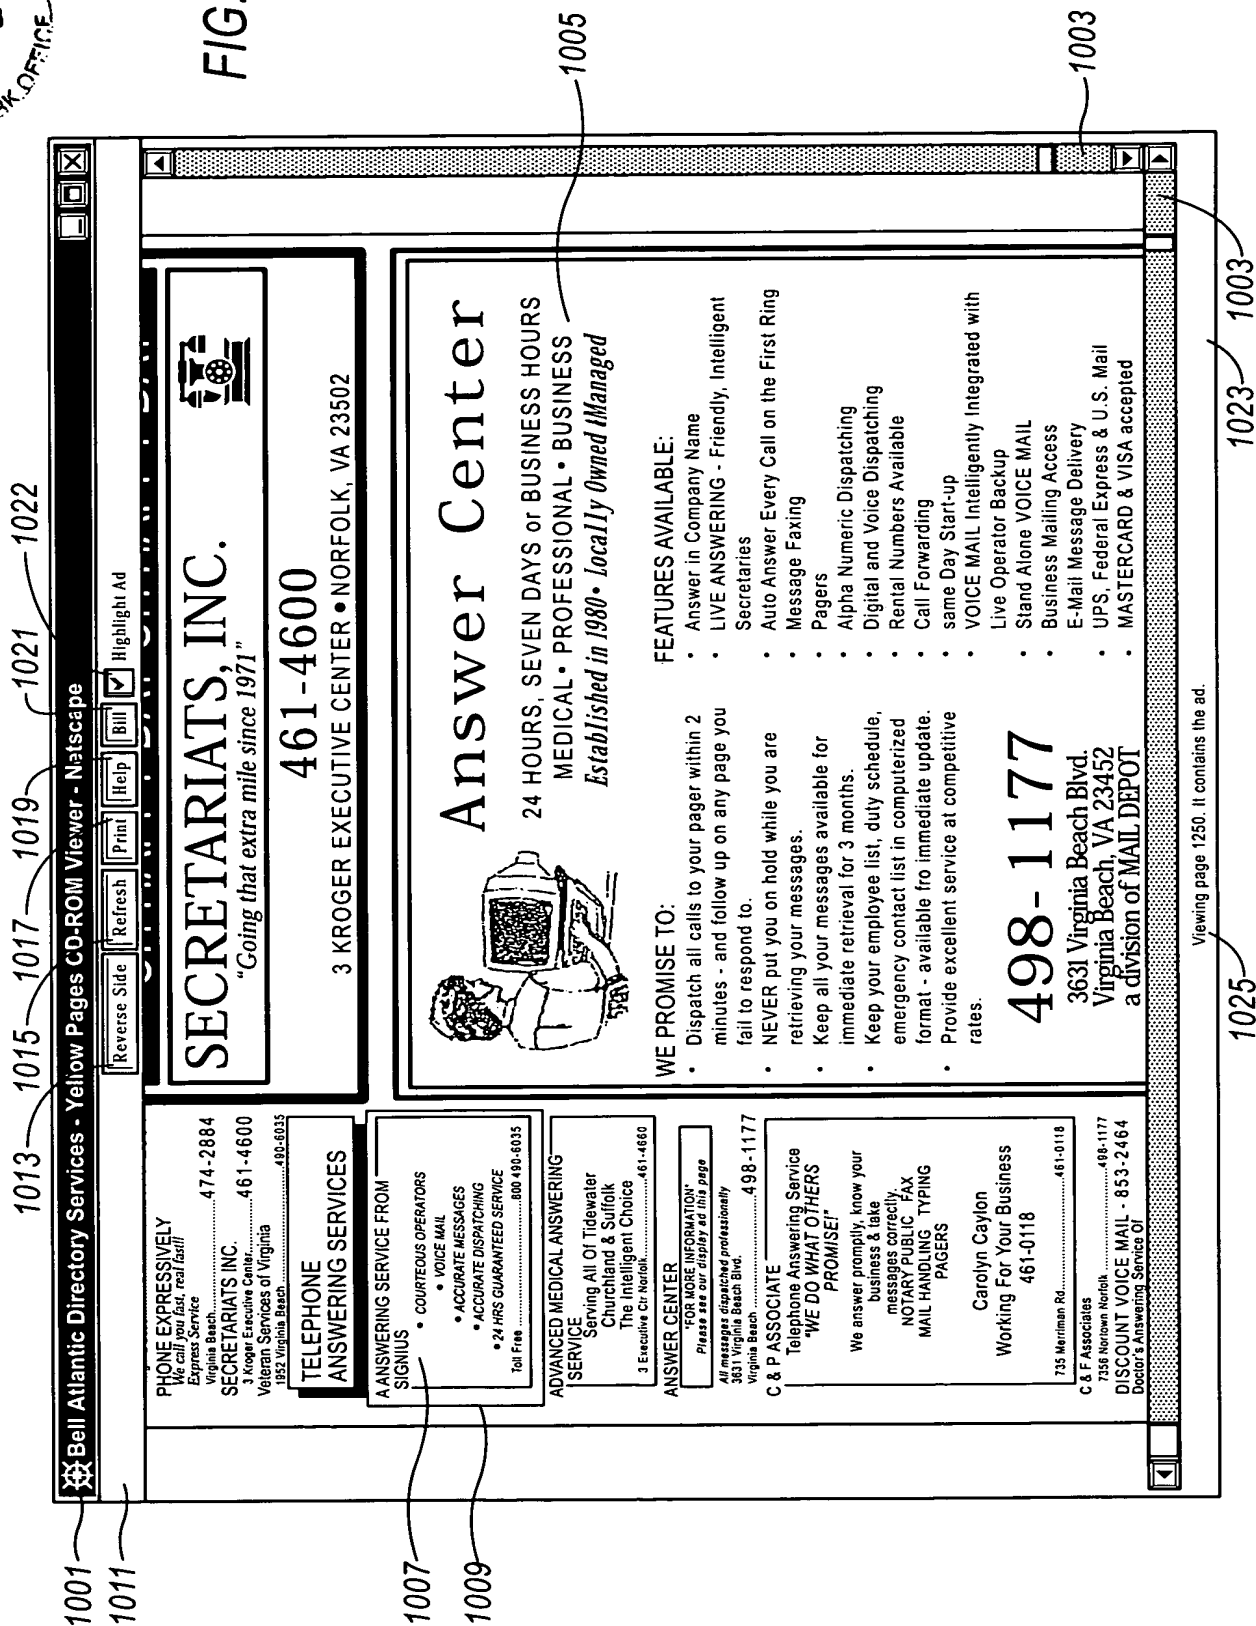 RK OFFICE
FIG.
1013
1015
1017
1019
1021
1022
1001
Bell Atlantic Directory Services - Yellow Pages CD-ROM Viewer - Netscape
1011
Reverse Side
Refresh
Print
Help
Bill
Highlight Ad
PHONE EXPRESSIVELY
We call you fast, real fast!!
Express Service
Virginia Beach........474-2884
SECRETARIATS INC.
3 Kroger Executive Center....461-4600
Veteran Services of Virginia
1952 Virginia Beach....................490-6035
TELEPHONE
ANSWERING SERVICES
A ANSWERING SERVICE FROM
SIGNIUS
• COURTEOUS OPERATORS
• VOICE MAIL
• ACCURATE MESSAGES
• ACCURATE DISPATCHING
• 24 HRS GUARANTEED SERVICE
Toll Free ....................800 490-6035
1007
1009
ADVANCED MEDICAL ANSWERING
SERVICE
Serving All Of Tidewater
Churchland & Suffolk
The Intelligent Choice
3 Executive Ctr Norfolk........461-4660
ANSWER CENTER
"FOR MORE INFORMATION"
Please see our display ad this page
All messages dispatched professionally
3631 Virginia Beach Blvd.
Virginia Beach ................498-1177
C & P ASSOCIATE
Telephone Answering Service
"WE DO WHAT OTHERS
PROMISE!"
We answer promptly, know your
business & take
messages correctly.
NOTARY PUBLIC FAX
MAIL HANDLING TYPING
PAGERS
Carolyn Caylon
Working For Your Business
461-0118
735 Merriman Rd....................461-0118
C & F Associates
7356 Nortown Norfolk............498-1177
DISCOUNT VOICE MAIL - 853-2464
Doctor's Answering Service Of
SECRETARIATS, INC.
"Going that extra mile since 1971"
461-4600
3 KROGER EXECUTIVE CENTER • NORFOLK, VA 23502
Answer Center
24 HOURS, SEVEN DAYS or BUSINESS HOURS
MEDICAL • PROFESSIONAL • BUSINESS
Established in 1980• Locally Owned \Managed
1005
WE PROMISE TO:
• Dispatch all calls to your pager within 2
minutes - and follow up on any page you
fail to respond to.
• NEVER put you on hold while you are
retrieving your messages.
• Keep all your messages available for
immediate retrieval for 3 months.
• Keep your employee list, duty schedule,
emergency contact list in computerized
format - available fro immediate update.
• Provide excellent service at competitive
rates.
498-1177
3631 Virginia Beach Blvd.
Virginia Beach, VA 23452
a division of MAIL DEPOT
FEATURES AVAILABLE:
• Answer in Company Name
• LIVE ANSWERING - Friendly, Intelligent
Secretaries
• Auto Answer Every Call on the First Ring
• Message Faxing
• Pagers
• Alpha Numeric Dispatching
• Digital and Voice Dispatching
• Rental Numbers Available
• Call Forwarding
• same Day Start-up
• VOICE MAIL Intelligently Integrated with
Live Operator Backup
• Stand Alone VOICE MAIL
• Business Mailing Access
E-Mail Message Delivery
• UPS, Federal Express & U.S. Mail
• MASTERCARD & VISA accepted
1003
Viewing page 1250. It contains the ad.
1025
1023
1003